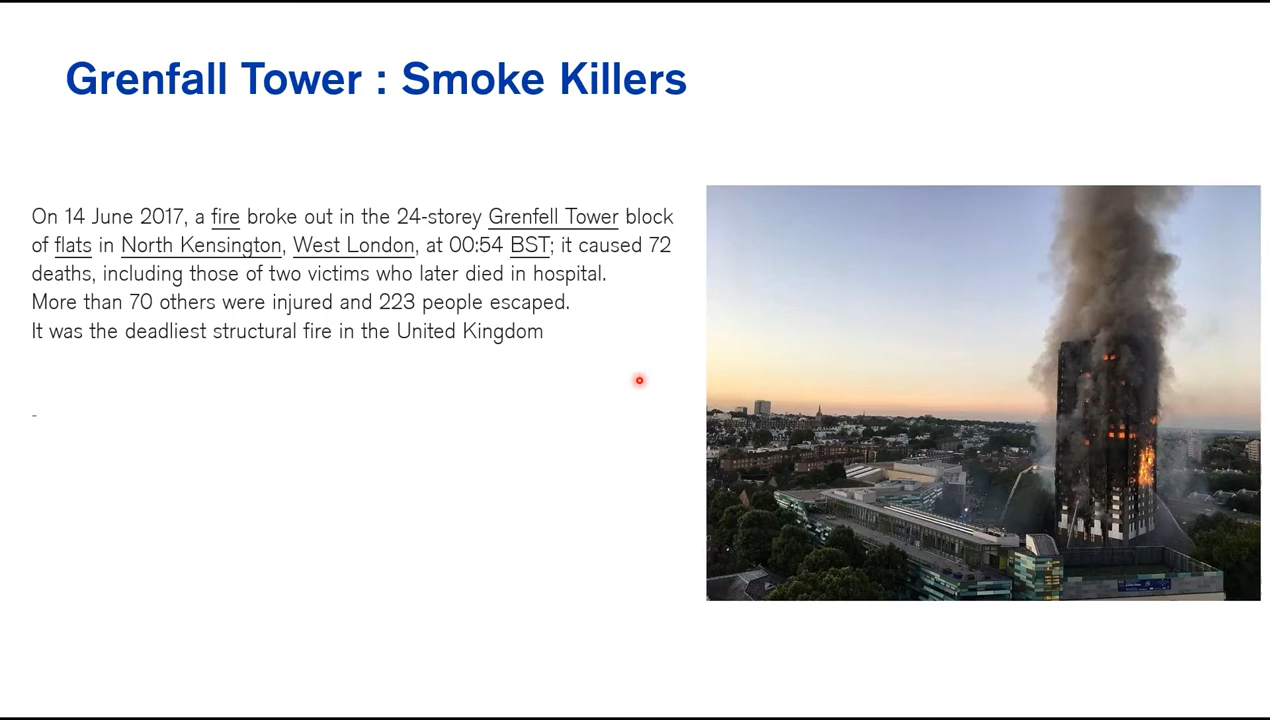 Grenfall Tower : Smoke Killers
On 14 June 2017, a fire broke out in the 24-storey Grenfell Tower block
of flats in North Kensington, West London, at 00:54 BST; it caused 72
deaths, including those of two victims who later died in hospital.
More than 70 others were injured and 223 people escaped.
It was the deadliest structural fire in the United Kingdom
-